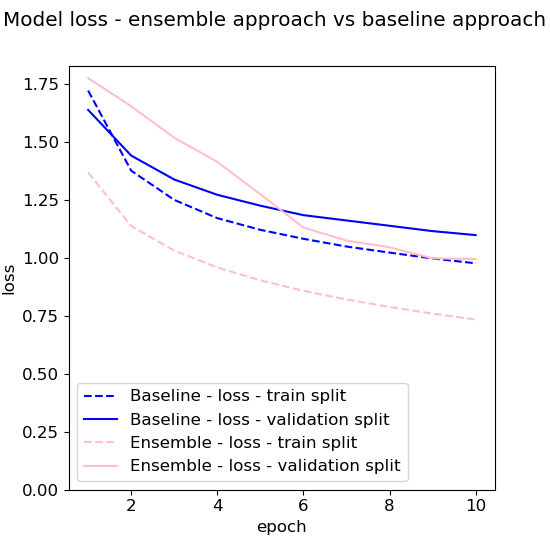 Model loss - ensemble approach vs baseline approach
1.75
1.50
1.25
1.00
0.75
0.50
0.25
0.00
loss
Baseline - loss - train split
Baseline - loss - validation split
Ensemble - loss - train split
Ensemble - loss - validation split
2 4 6 8 10
epoch